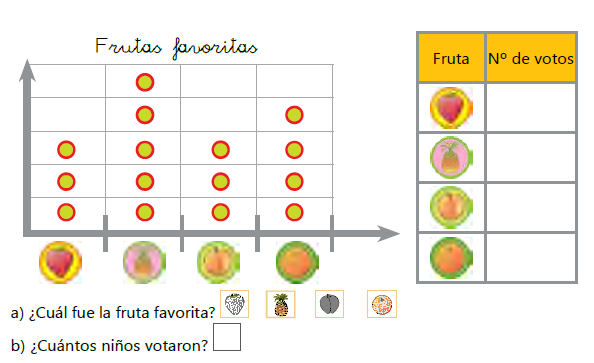 Frutas favoritas
Fruta Nº de votos
a) ¿Cuál fue la fruta favorita?
b) ¿Cuántos niños votaron?